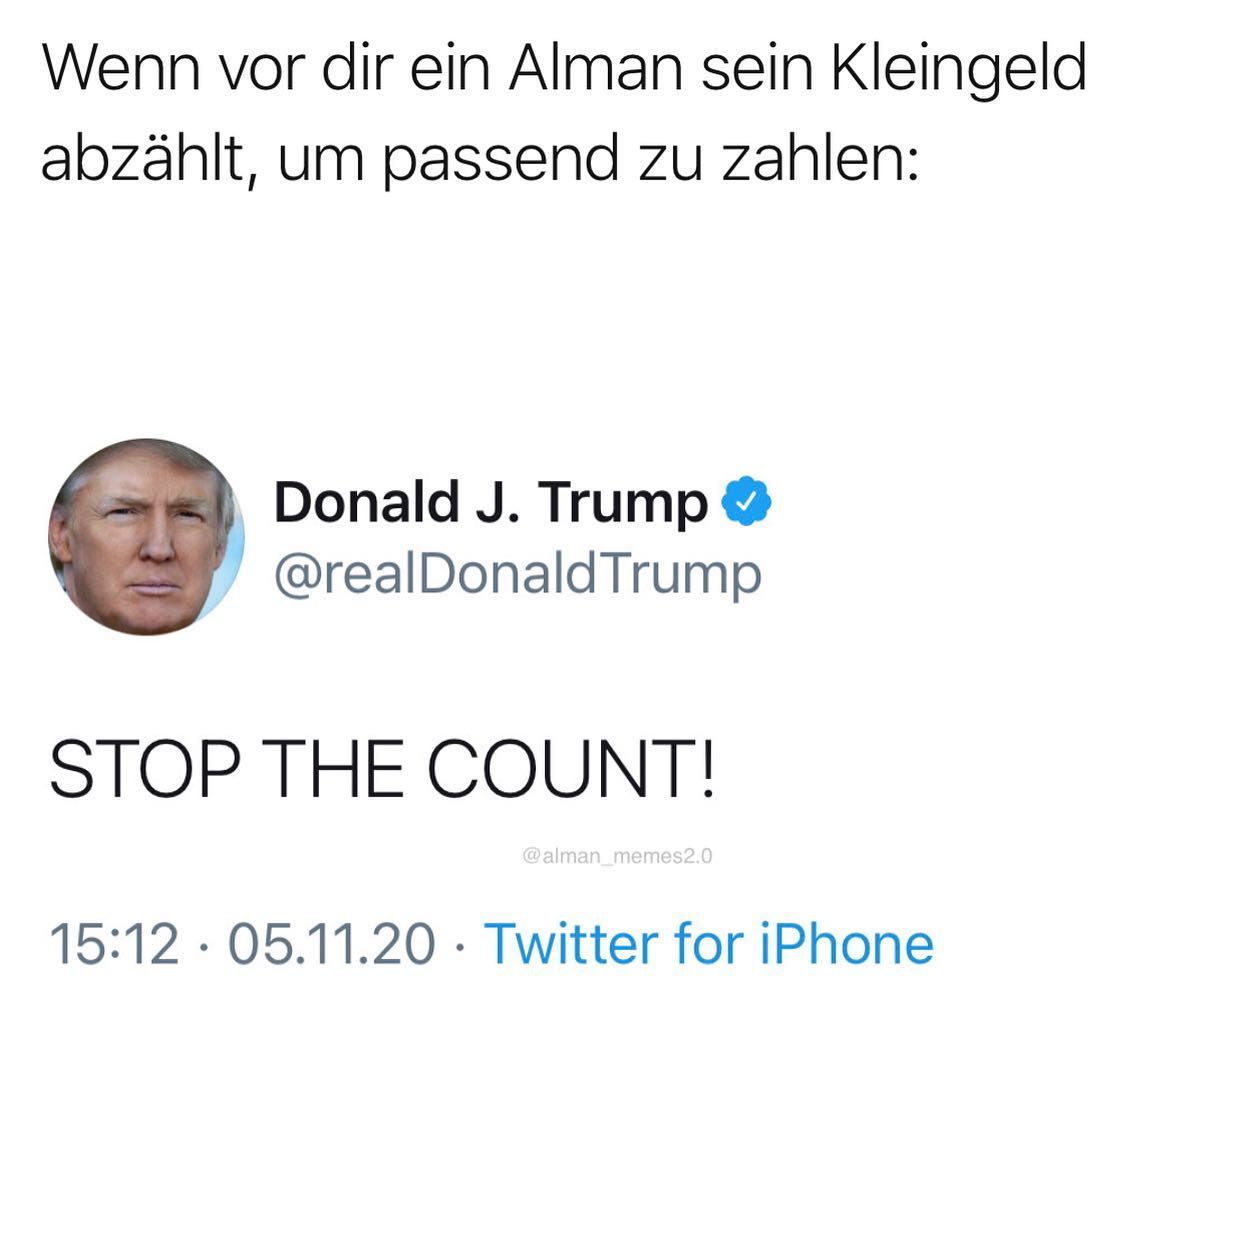 Wenn vor dir ein Alman sein Kleingeld
abzählt, um passend zu zahlen:
Donald J. Trump
@realDonaldTrump
STOP THE COUNT!
@alman_memes2.0
15:12 · 05.11.20 · Twitter for iPhone